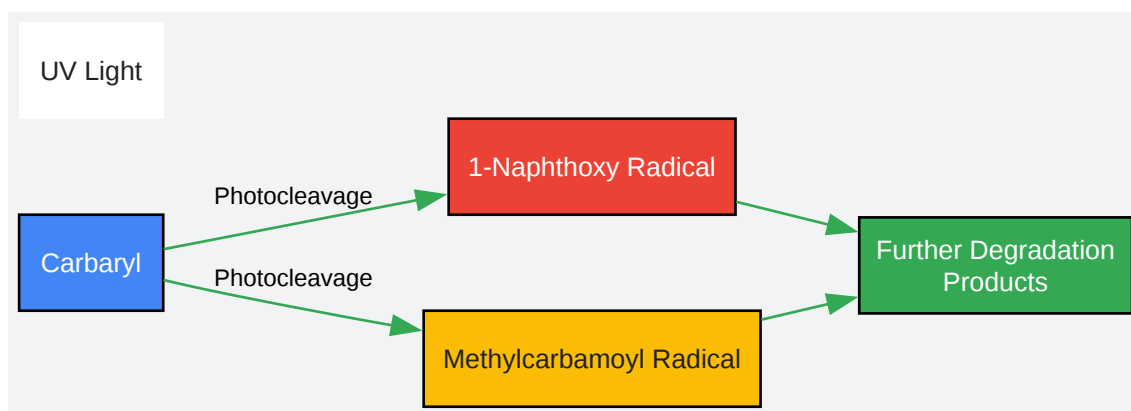 UV Light
1-Naphthoxy Radical
Photocleavage
Carbaryl
Further Degradation
Products
Photocleavage
Methylcarbamoyl Radical